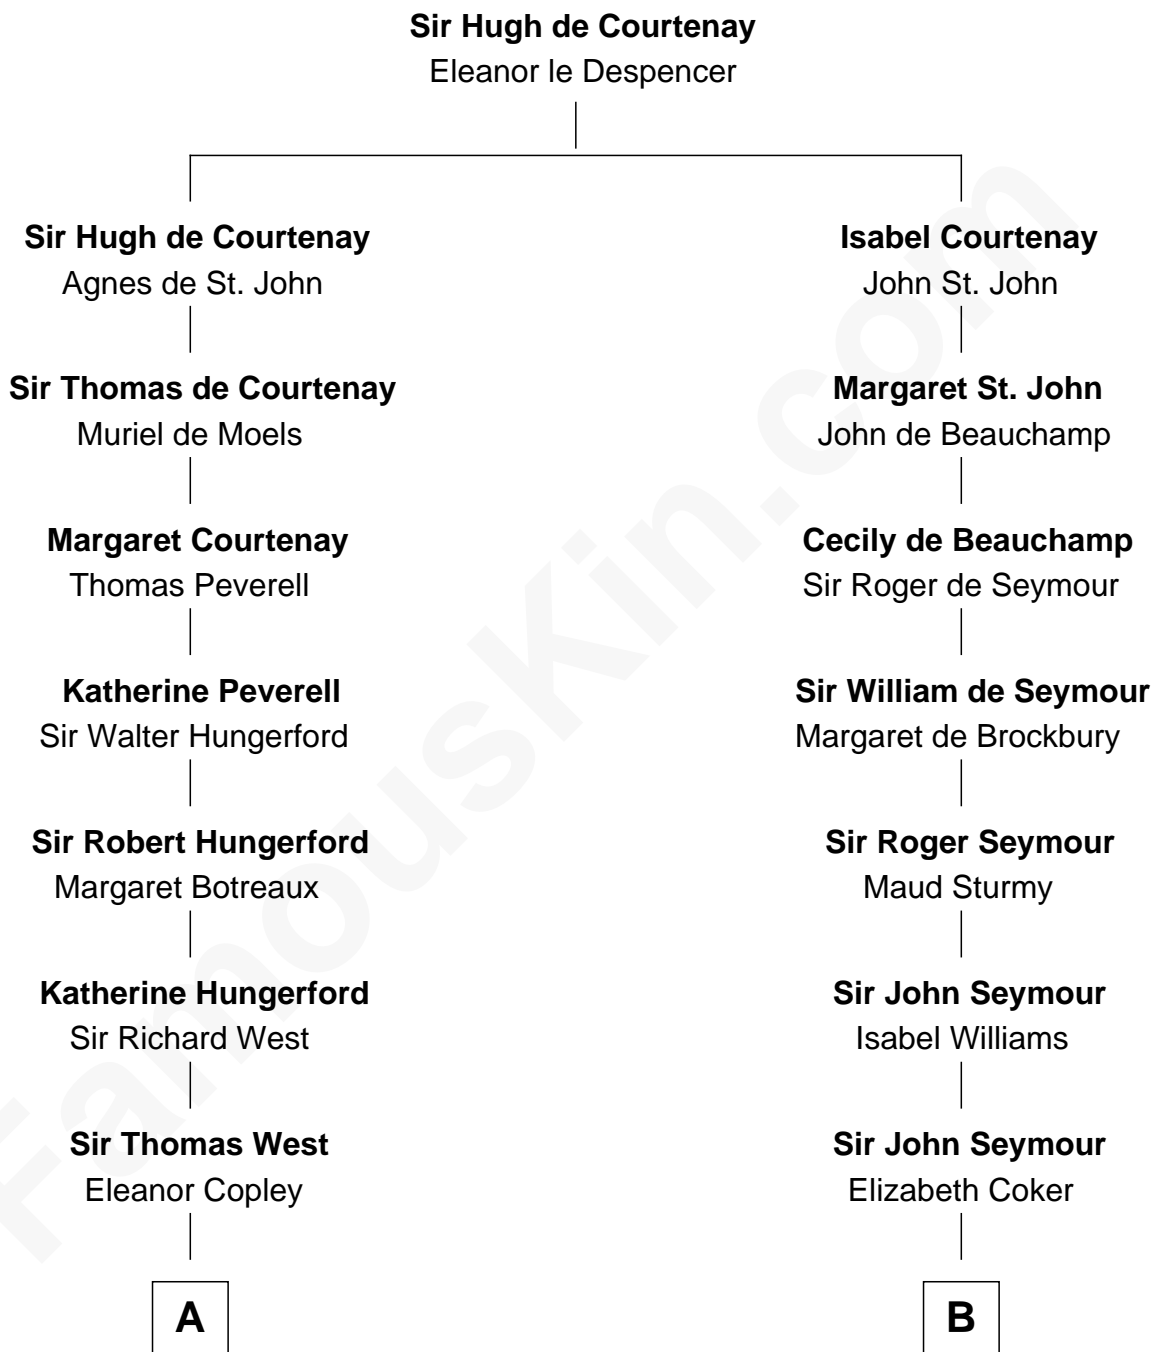 Sir Hugh de Courtenay
Eleanor le Despencer
Sir Hugh de Courtenay
Agnes de St. John
Isabel Courtenay
John St. John
Sir Thomas de Courtenay
Muriel de Moels
Margaret St. John
John de Beauchamp
Margaret Courtenay
Thomas Peverell
Cecily de Beauchamp
Sir Roger de Seymour
Katherine Peverell
Sir Walter Hungerford
Sir William de Seymour
Margaret de Brockbury
Sir Robert Hungerford
Margaret Botreaux
Sir Roger Seymour
Maud Sturmy
Katherine Hungerford
Sir Richard West
Sir John Seymour
Isabel Williams
Sir Thomas West
Eleanor Copley
Sir John Seymour
Elizabeth Coker
A
B
FamousKin.com